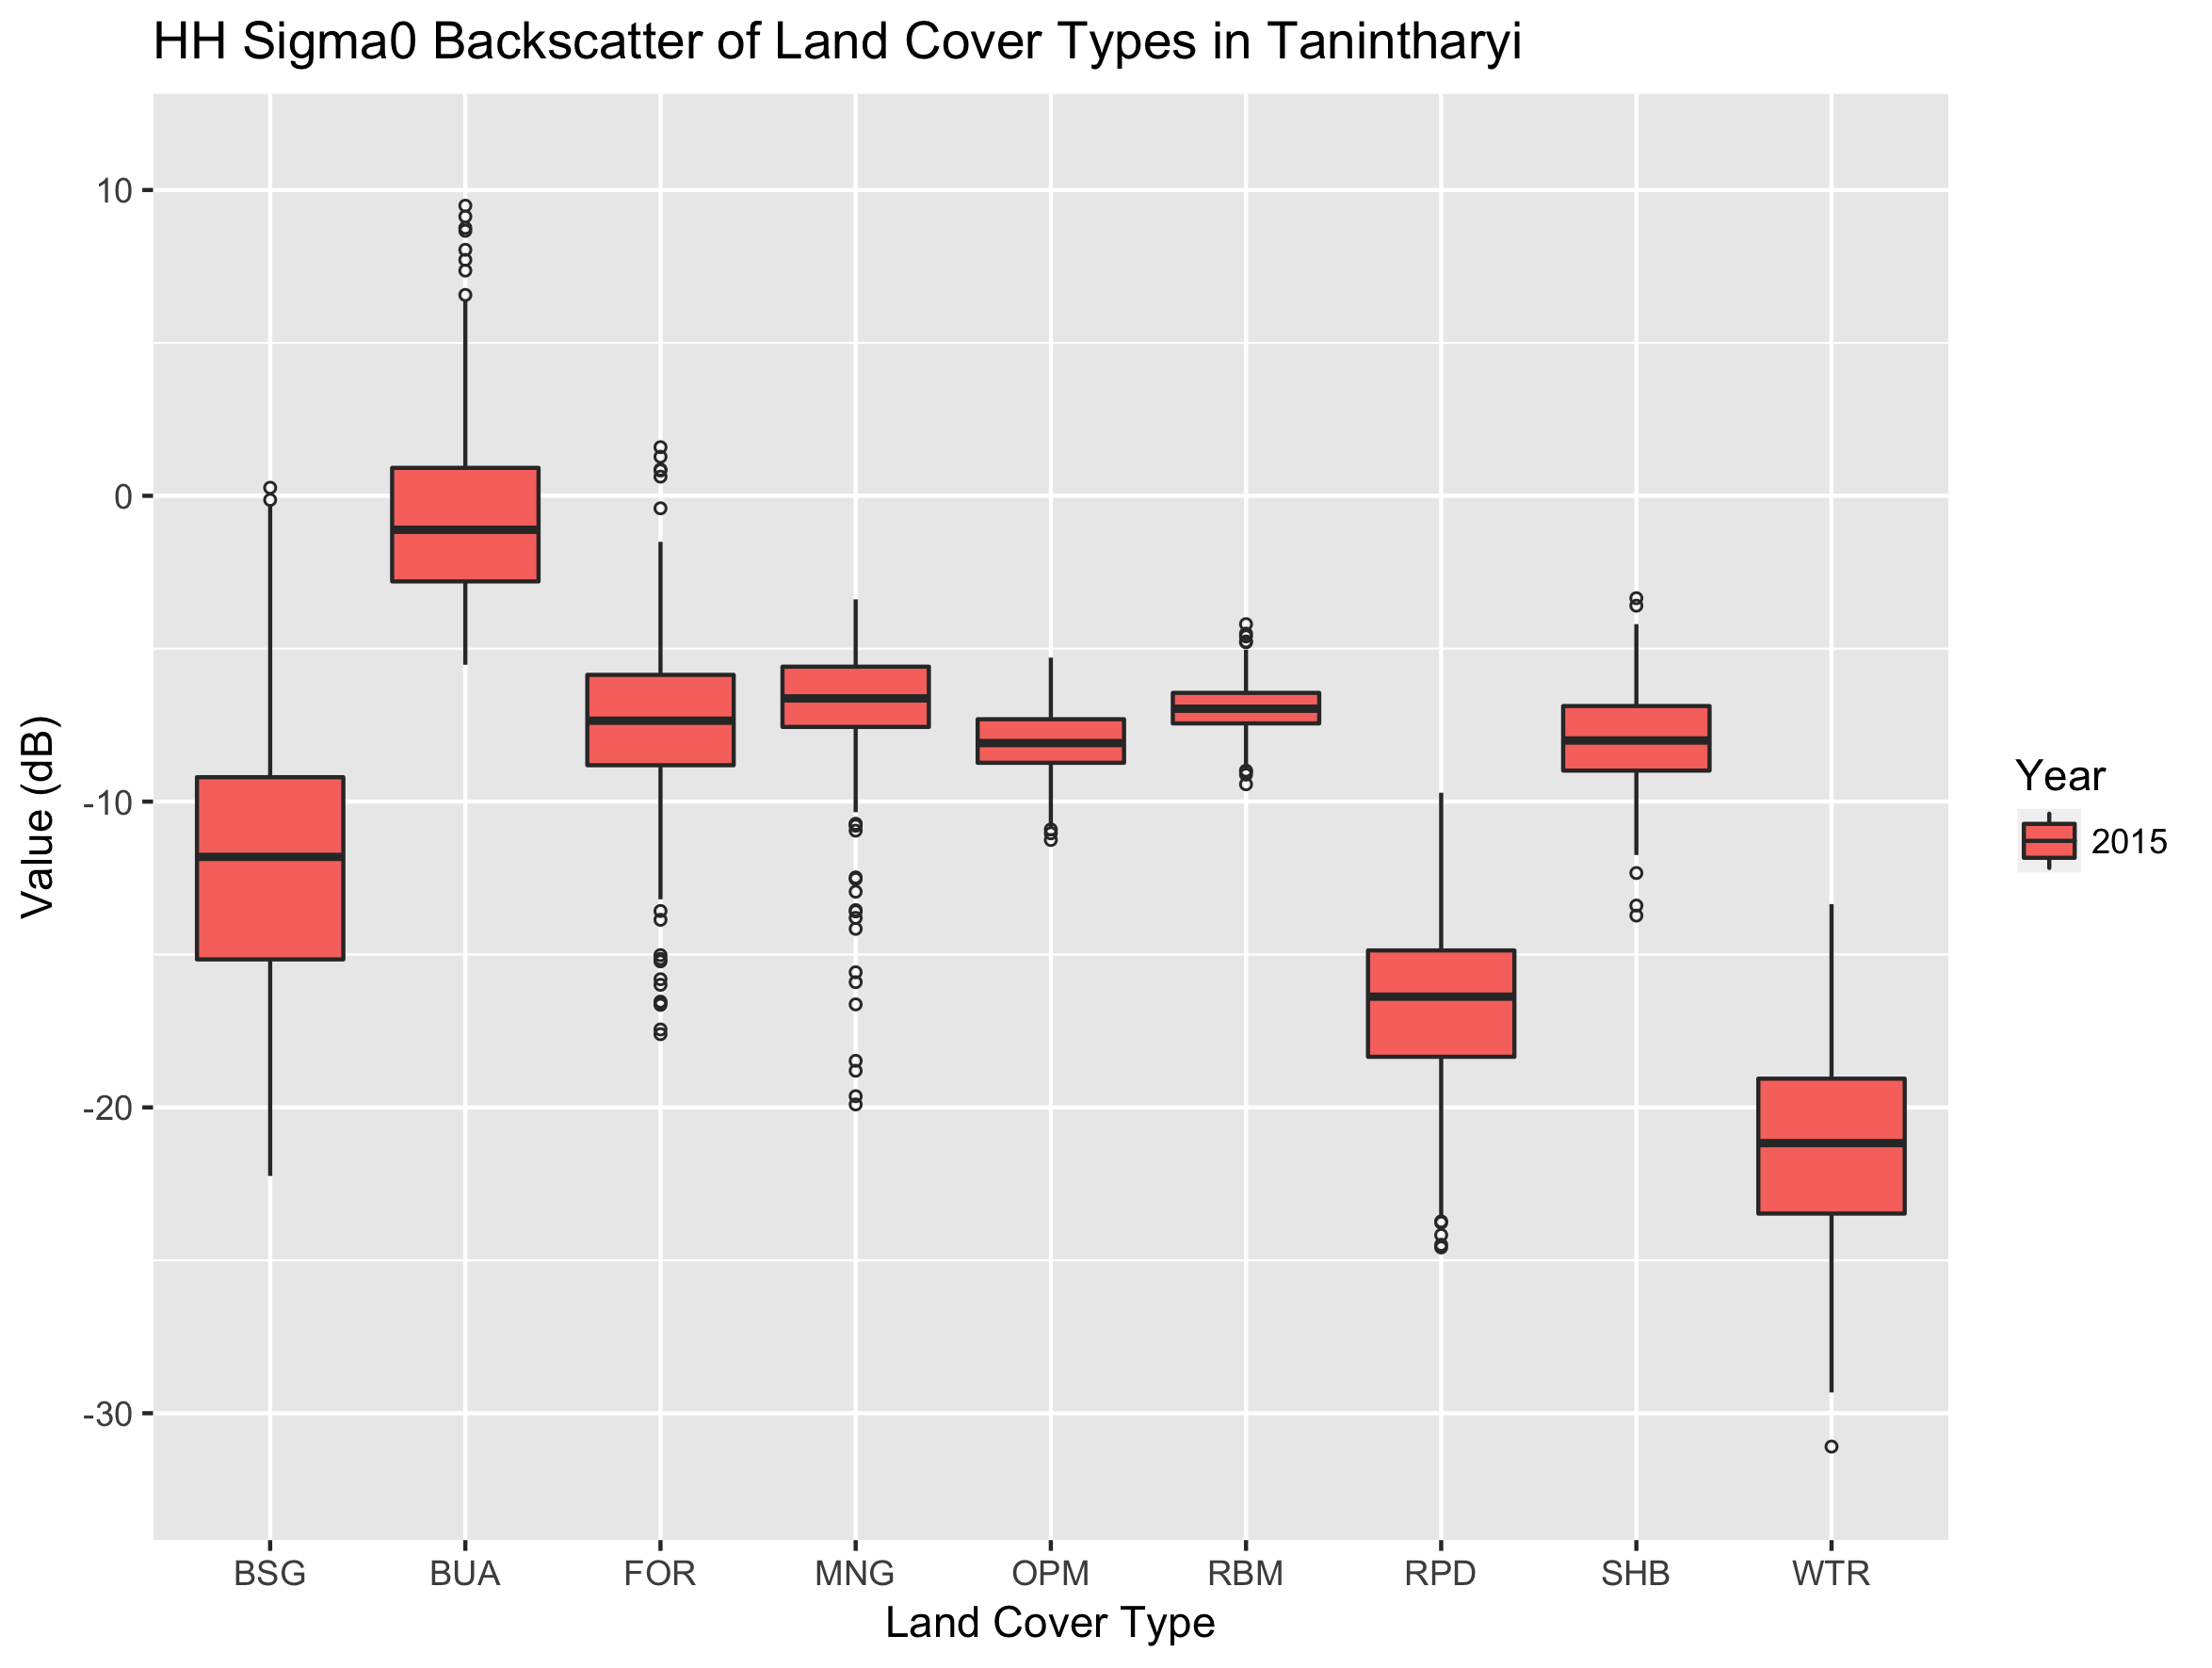 HH Sigma0 Backscatter of Land Cover Types in Tanintharyi
10
0
-10
-20
-30
Value (dB)
BSG BUA FOR MNG OPM RBM RPD SHB WTR
Land Cover Type
Year
2015